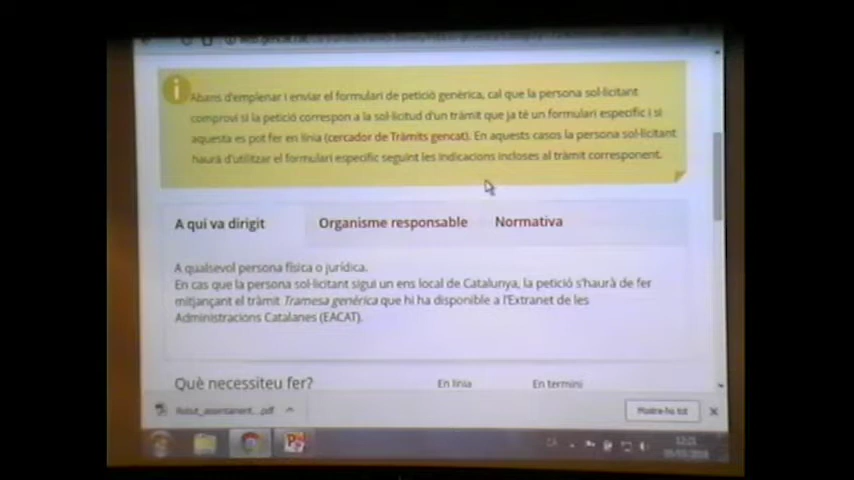 Abans d'emplenar i enviar el formulari de petició genèrica, cal que la persona sol·licitant
comprovi si la petició correspon a la sol·licitud d'un tràmit que ja té un formulari específic i si
aquesta es pot fer en línia (cercador de Tràmits gencat). En aquests casos la persona sol·licitant
haurà d'utilitzar el formulari específic seguint les indicacions incloses al tràmit corresponent.
A qui va dirigit
Organisme responsable
Normativa
A qualsevol persona física o jurídica.
En cas que la persona sol·licitant sigui un ens local de Catalunya, la petició s'haurà de fer
mitjançant el tràmit Tramesa genèrica que hi ha disponible a l'Extranet de les
Administracions Catalanes (EACAT).
Què necessiteu fer?
En línia
En termini
.pdf
Mostra-ho tot